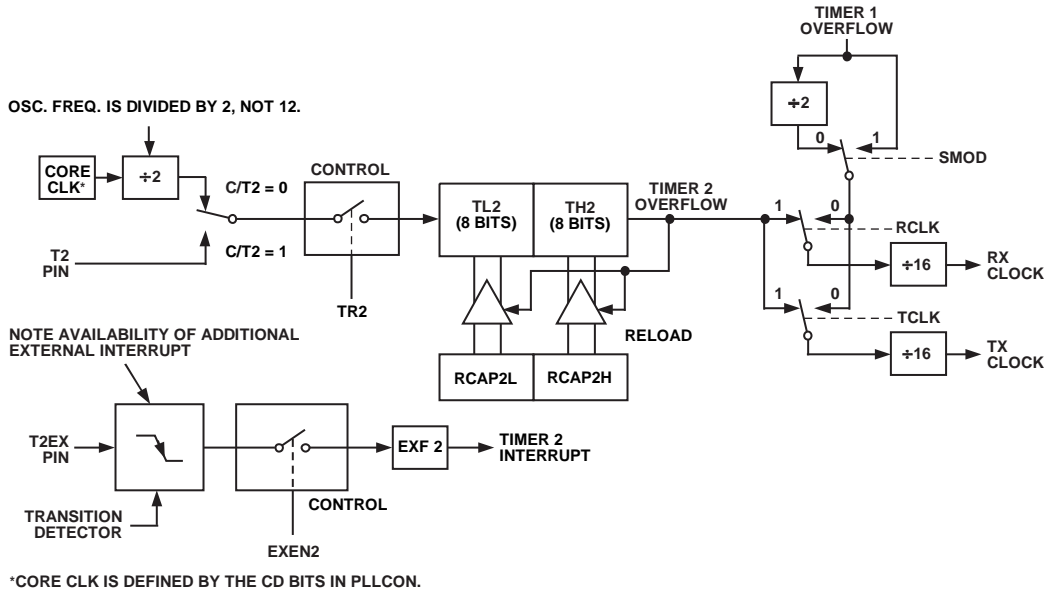 TIMER 1
OVERFLOW
÷2
0
1
SMOD
OSC. FREQ. IS DIVIDED BY 2, NOT 12.
CORE
CLK*
÷2
C/T2 = 0
C/T2 = 1
T2
PIN
CONTROL
TR2
TL2
(8 BITS)
TH2
(8 BITS)
TIMER 2
OVERFLOW
RELOAD
RCAP2L
RCAP2H
1
0
RCLK
÷16
RX
CLOCK
1
0
TCLK
÷16
TX
CLOCK
NOTE AVAILABILITY OF ADDITIONAL
EXTERNAL INTERRUPT
T2EX
PIN
TRANSITION
DETECTOR
CONTROL
EXEN2
EXF 2
TIMER 2
INTERRUPT
*CORE CLK IS DEFINED BY THE CD BITS IN PLLCON.